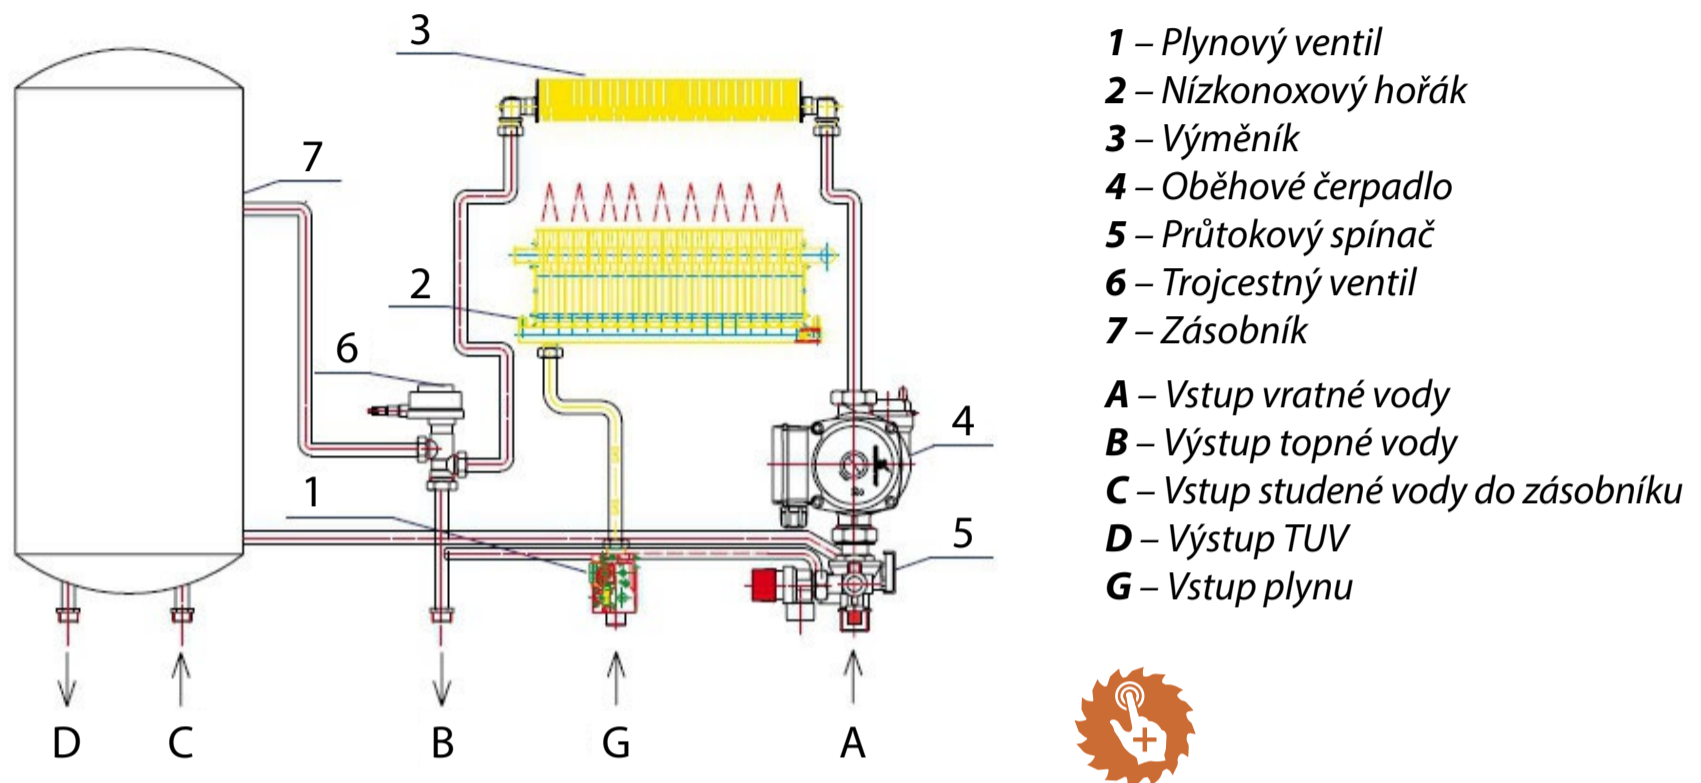 3
7
2
6
4
1
5
D
C
B
G
A
1 – Plynový ventil
2 – Nízkonoxový hořák
3 – Výměník
4 – Oběhové čerpadlo
5 – Průtokový spínač
6 – Trojcestný ventil
7 – Zásobník
A – Vstup vratné vody
B – Výstup topné vody
C – Vstup studené vody do zásobníku
D – Výstup TUV
G – Vstup plynu